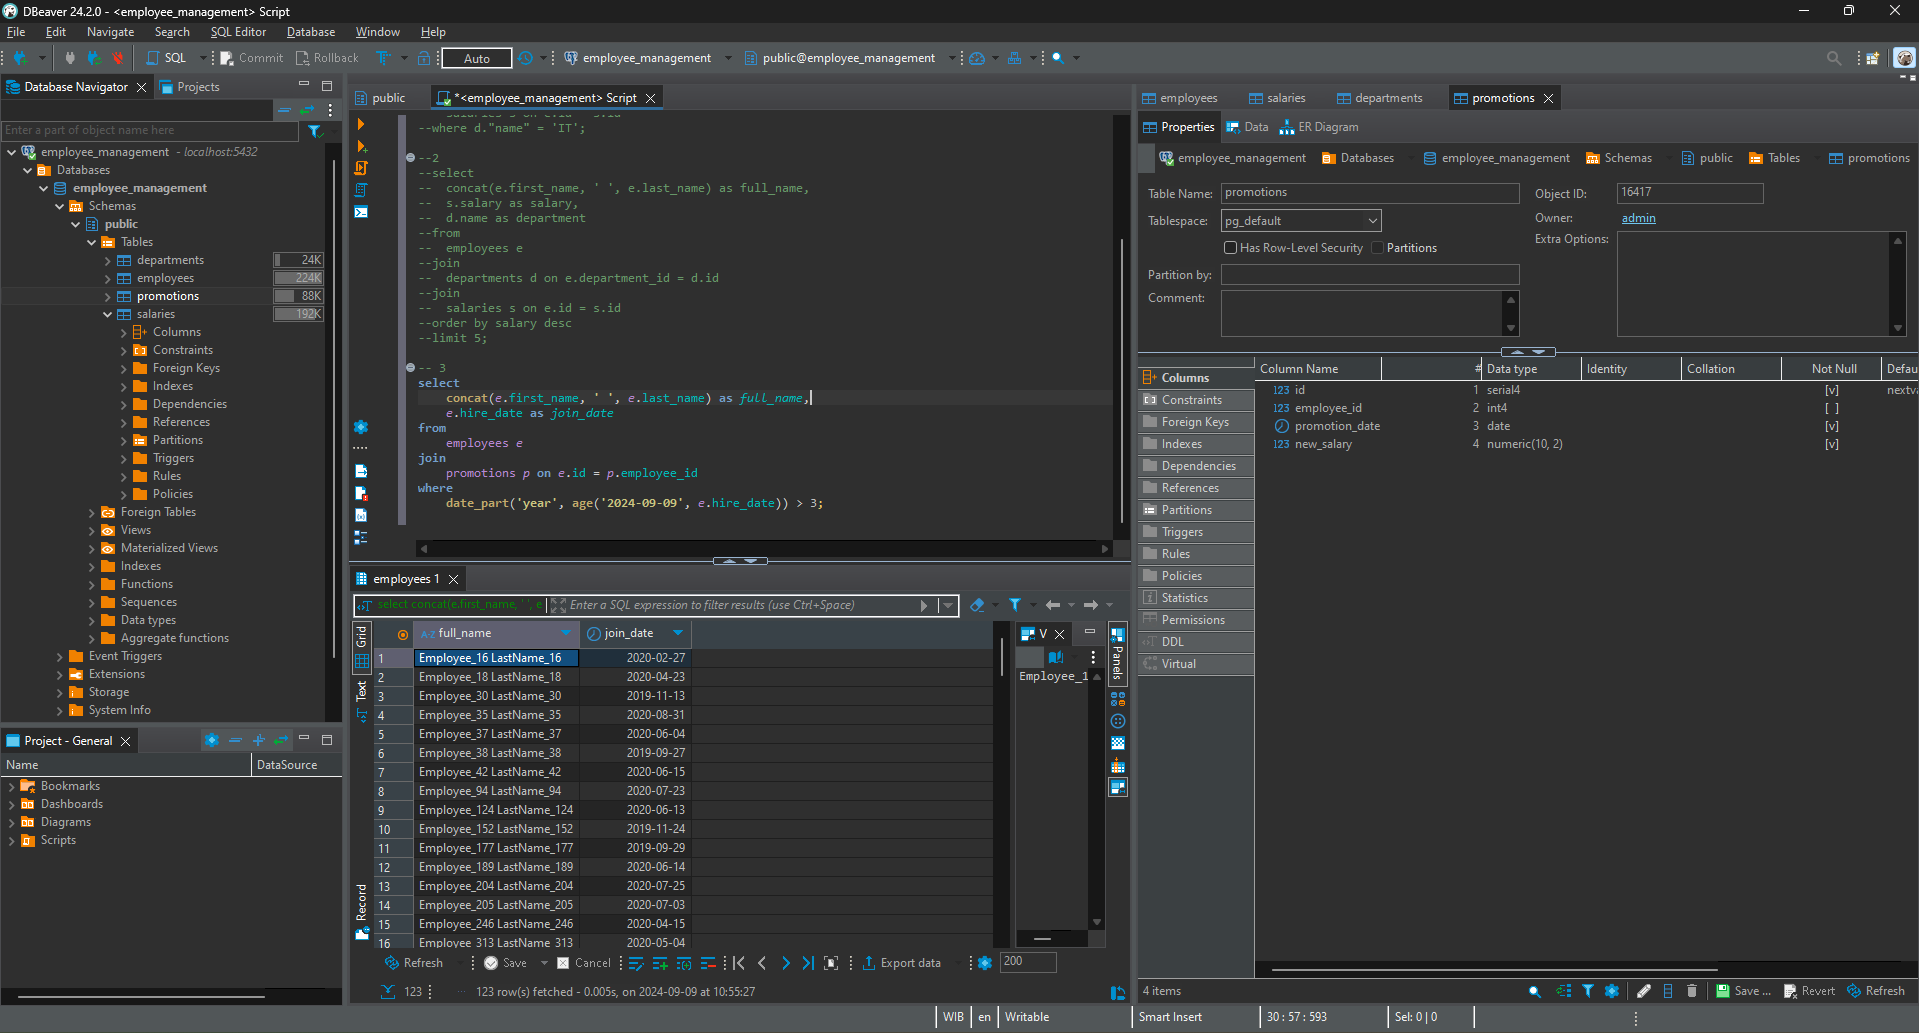 DBeaver 24.2.0 - <employee_management> Script
File Edit Navigate Search SQL Editor Database Window Help
SQL Commit Rollback Auto employee_management public@employee_management
Database Navigator Projects
Enter a part of object name here
employee_management - localhost:5432
Databases
employee_management
Schemas
public
Tables
departments 24K
employees 224K
promotions 88K
salaries 192K
Columns
Constraints
Foreign Keys
Indexes
Dependencies
References
Partitions
Triggers
Rules
Policies
Foreign Tables
Views
Materialized Views
Indexes
Functions
Sequences
Data types
Aggregate functions
Event Triggers
Extensions
Storage
System Info
Project - General
Name DataSource
Bookmarks
Dashboards
Diagrams
Scripts
public *<employee_management> Script
salaries s on e.id = s.id
--where d."name" = 'IT';
--2
--select
-- concat(e.first_name, ' ', e.last_name) as full_name,
-- s.salary as salary,
-- d.name as department
--from
-- employees e
--join
-- departments d on e.department_id = d.id
--join
-- salaries s on e.id = s.id
--order by salary desc
--limit 5;
-- 3
select
concat(e.first_name, ' ', e.last_name) as full_name,
e.hire_date as join_date
from
employees e
join
promotions p on e.id = p.employee_id
where
date_part('year', age('2024-09-09', e.hire_date)) > 3;
employees 1
select concat(e.first_name, ' ', e Enter a SQL expression to filter results (use Ctrl+Space)
Grid
Text
Record
A-Z full_name join_date
1 Employee_16 LastName_16 2020-02-27
2 Employee_18 LastName_18 2020-04-23
3 Employee_30 LastName_30 2019-11-13
4 Employee_35 LastName_35 2020-08-31
5 Employee_37 LastName_37 2020-06-04
6 Employee_38 LastName_38 2019-09-27
7 Employee_42 LastName_42 2020-06-15
8 Employee_94 LastName_94 2020-07-23
9 Employee_124 LastName_124 2020-06-13
10 Employee_152 LastName_152 2019-11-24
11 Employee_177 LastName_177 2019-09-29
12 Employee_189 LastName_189 2020-06-14
13 Employee_204 LastName_204 2020-07-25
14 Employee_205 LastName_205 2020-07-03
15 Employee_246 LastName_246 2020-04-15
16 Employee_313 LastName_313 2020-05-04
V
Employee_1
Panels
Refresh Save Cancel Export data 200
123 123 row(s) fetched - 0.005s, on 2024-09-09 at 10:55:27
employees salaries departments promotions
Properties Data ER Diagram
employee_management Databases employee_management Schemas public Tables promotions
Table Name: promotions Object ID: 16417
Tablespace: pg_default Owner: admin
Has Row-Level Security Partitions Extra Options:
Partition by:
Comment:
Columns
Constraints
Foreign Keys
Indexes
Dependencies
References
Partitions
Triggers
Rules
Policies
Statistics
Permissions
DDL
Virtual
Column Name # Data type Identity Collation Not Null Defau
123 id 1 serial4 [v] nextv
123 employee_id 2 int4 [ ]
promotion_date 3 date [v]
123 new_salary 4 numeric(10, 2) [v]
4 items Save ... Revert Refresh
WIB en Writable Smart Insert 30 : 57 : 593 Sel: 0 | 0